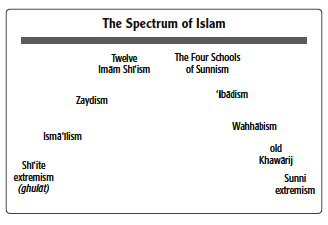 The Spectrum of Islam
Twelve
Imām Shī'ism
The Four Schools
of Sunnism
Zaydism
'Ibādism
Ismā'īlism
Wahhābism
old
Khawārij
Shī'ite
extremism
(ghulāt)
Sunni
extremism